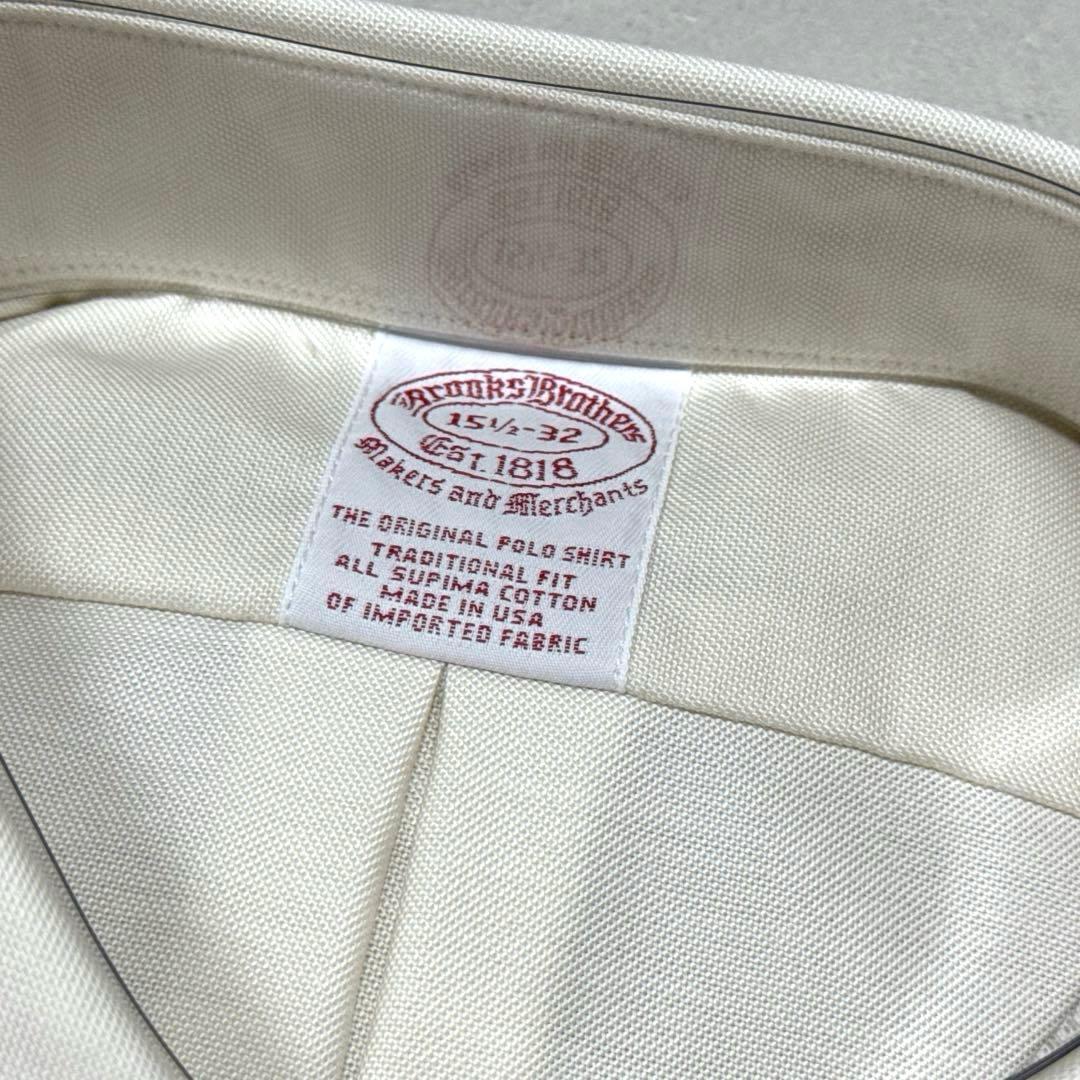 Brooks Brothers
15½-32
Est. 1818
Makers and Merchants
THE ORIGINAL POLO SHIRT
TRADITIONAL FIT
ALL SUPIMA COTTON
MADE IN USA
OF IMPORTED FABRIC